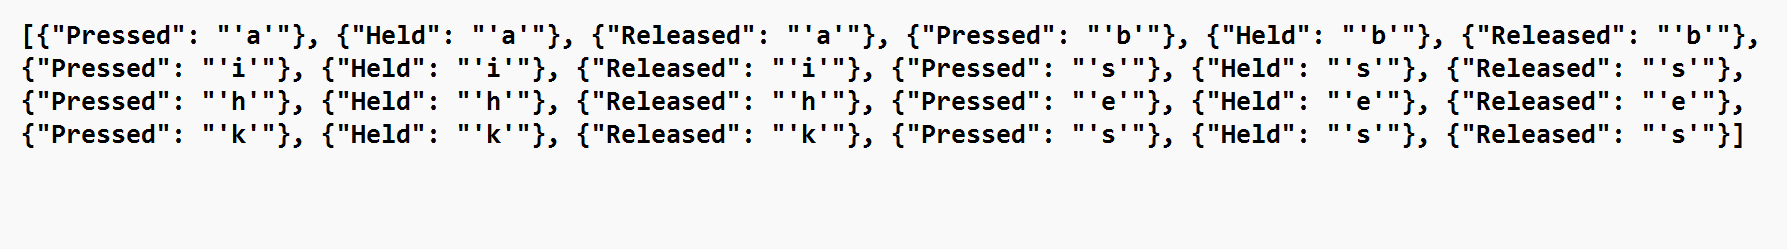 [{"Pressed": "'a'"}, {"Held": "'a'"}, {"Released": "'a'"}, {"Pressed": "'b'"}, {"Held": "'b'"}, {"Released": "'b'"},
{"Pressed": "'i'"}, {"Held": "'i'"}, {"Released": "'i'"}, {"Pressed": "'s'"}, {"Held": "'s'"}, {"Released": "'s'"},
{"Pressed": "'h'"}, {"Held": "'h'"}, {"Released": "'h'"}, {"Pressed": "'e'"}, {"Held": "'e'"}, {"Released": "'e'"},
{"Pressed": "'k'"}, {"Held": "'k'"}, {"Released": "'k'"}, {"Pressed": "'s'"}, {"Held": "'s'"}, {"Released": "'s'"}]